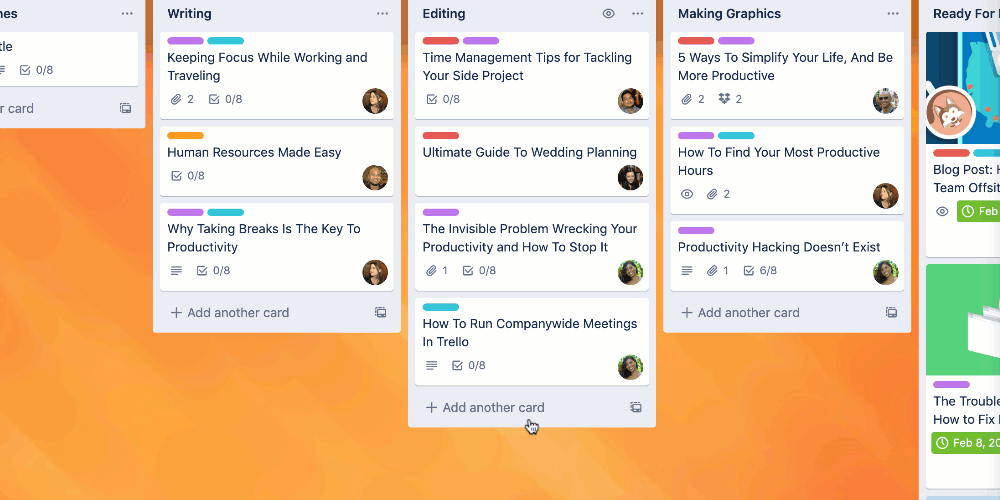 tle
0/8
er card
Writing
Keeping Focus While Working and
Traveling
2 0/8
Human Resources Made Easy
0/8
Why Taking Breaks Is The Key To
Productivity
0/8
+ Add another card
Editing
Time Management Tips for Tackling
Your Side Project
0/8
Ultimate Guide To Wedding Planning
The Invisible Problem Wrecking Your
Productivity and How To Stop It
1 0/8
How To Run Companywide Meetings
In Trello
0/8
+ Add another card
Making Graphics
5 Ways To Simplify Your Life, And Be
More Productive
2 2
How To Find Your Most Productive
Hours
2
Productivity Hacking Doesn’t Exist
1 6/8
+ Add another card
Ready For
Blog Post:
Team Offsit
Feb
The Trouble
How to Fix
Feb 8, 20